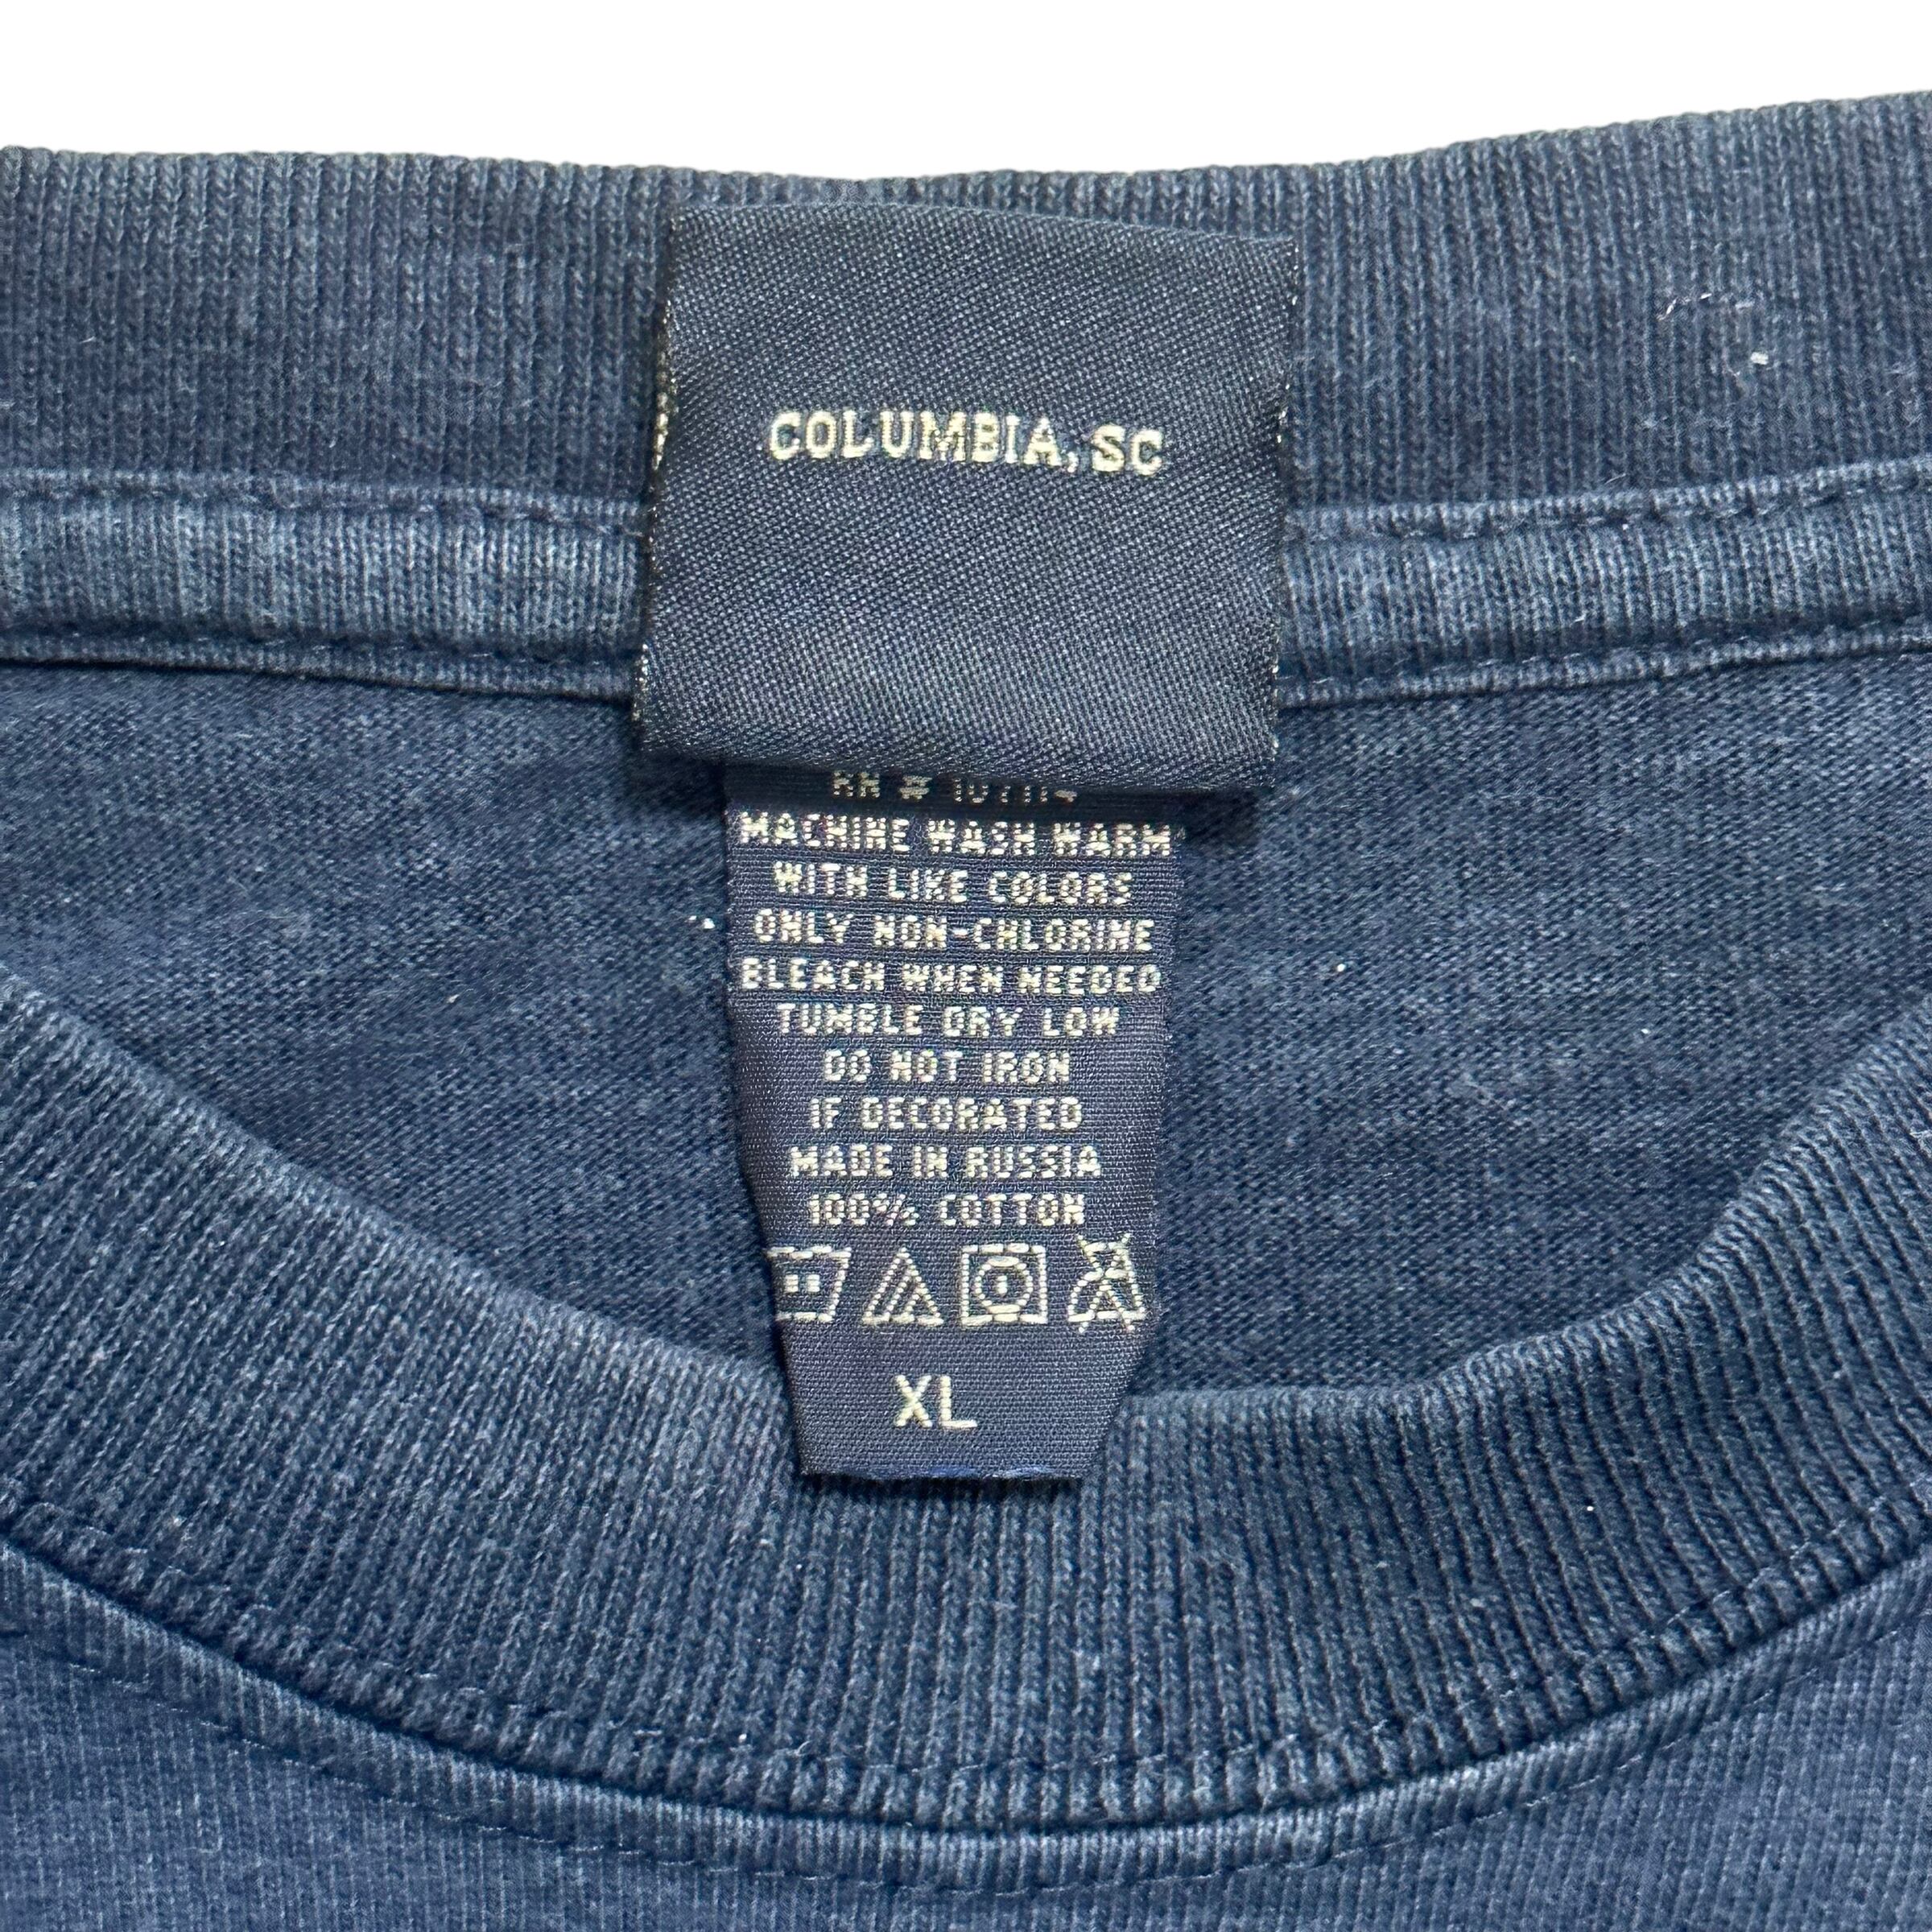 COLUMBIA, SC
RN #
MACHINE WASH WARM
WITH LIKE COLORS
ONLY NON-CHLORINE
BLEACH WHEN NEEDED
TUMBLE DRY LOW
DO NOT IRON
IF DECORATED
MADE IN RUSSIA
100% COTTON
XL